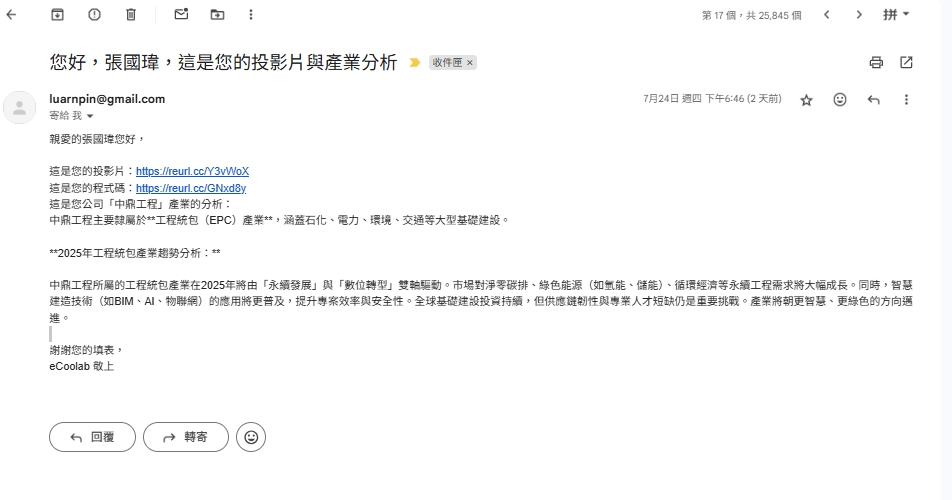 第 17 個，共 25,845 個
拼
您好，張國瑋，這是您的投影片與產業分析
收件匣 ×
luarnpin@gmail.com
7月24日 週四 下午6:46 (2 天前)
寄給 我
親愛的張國瑋您好，
這是您的投影片：https://reurl.cc/Y3vWoX
這是您的程式碼：https://reurl.cc/GNxd8y
這是您公司「中鼎工程」產業的分析：
中鼎工程主要隸屬於**工程統包（EPC）產業**，涵蓋石化、電力、環境、交通等大型基礎建設。
**2025年工程統包產業趨勢分析：**
中鼎工程所屬的工程統包產業在2025年將由「永續發展」與「數位轉型」雙軸驅動。市場對淨零碳排、綠色能源（如氫能、儲能）、循環經濟等永續工程需求將大幅成長。同時，智慧
建造技術（如BIM、AI、物聯網）的應用將更普及，提升專案效率與安全性。全球基礎建設投資持續，但供應鏈韌性與專業人才短缺仍是重要挑戰。產業將朝更智慧、更綠色的方向邁
進。
謝謝您的填表，
eCoolab 敬上
回覆
轉寄